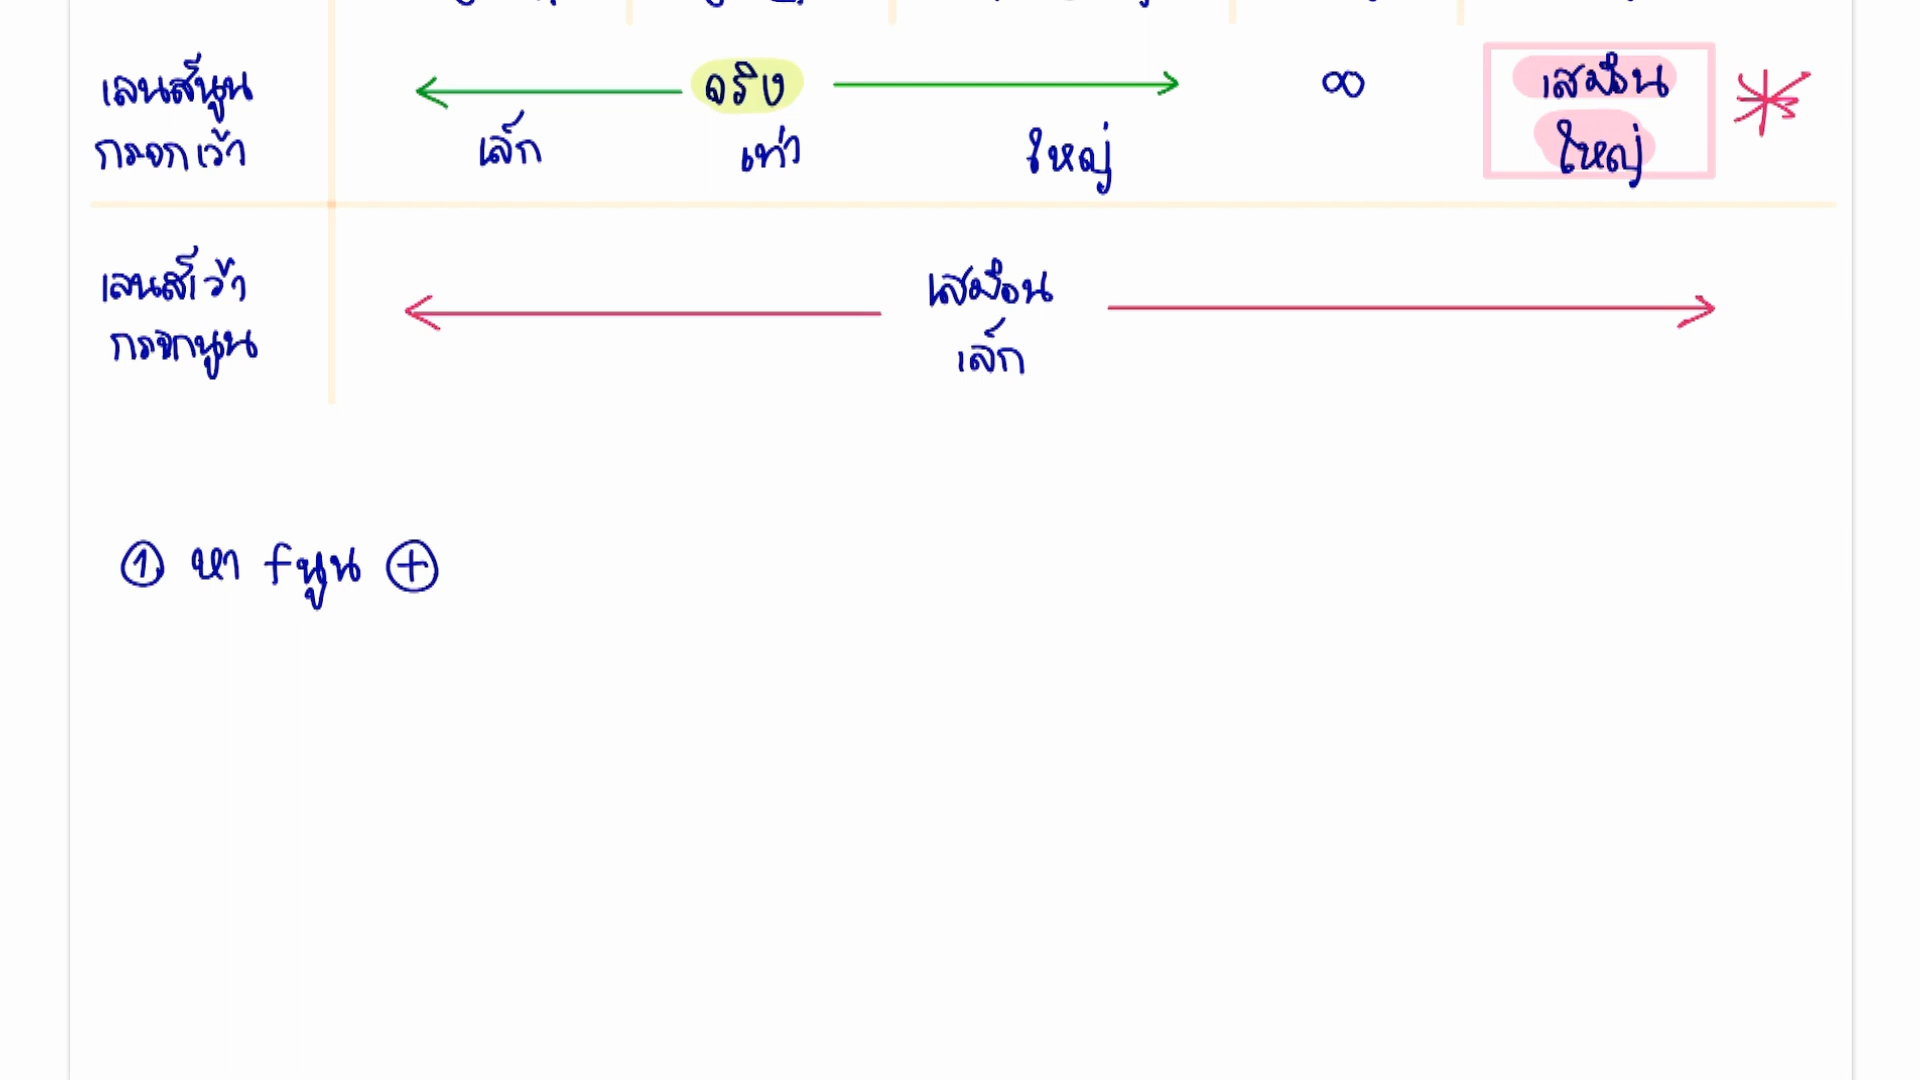 เลนส์นูน จริง ∞ เสมือน
กระจกเว้า เล็ก เท่า ใหญ่ ใหญ่
เลนส์เว้า เสมือน
กระจกนูน เล็ก
① หา f นูน ⊕